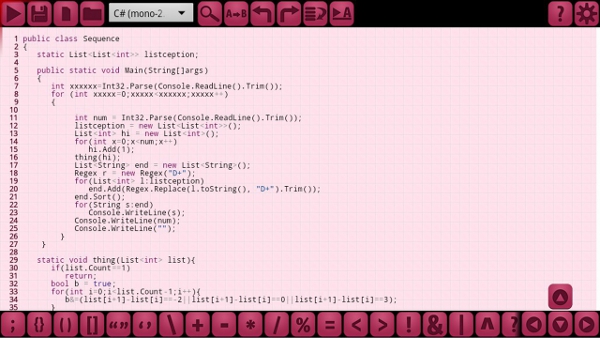 C# (mono-2
A→B
▷A
?
1 public class Sequence
2 {
3 static List<List<int>> listception;
4
5 public static void Main(String[]args)
6 {
7 int xxxxxx=Int32.Parse(Console.ReadLine().Trim());
8 for (int xxxxx=0;xxxxx<xxxxxx;xxxxx++)
9 {
10
11 int num = Int32.Parse(Console.ReadLine().Trim());
12 listception = new List<List<int>>();
13 List<int> hi = new List<int>();
14 for(int x=0;x<num;x++)
15 hi.Add(1);
16 thing(hi);
17 List<String> end = new List<String>();
18 Regex r = new Regex("D+");
19 for(List<int> l:listception)
20 end.Add(Regex.Replace(l.toString(), "D+").Trim());
21 end.Sort();
22 for(String s:end)
23 Console.WriteLine(s);
24 Console.WriteLine(num);
25 Console.WriteLine("");
26 }
27 }
28
29 static void thing(List<int> list){
30 if(list.Count==1)
31 return;
32 bool b = true;
33 for(int i=0;i<list.Count-1;i++){
34 b&=(list[i+1]-list[i]==-2||list[i+1]-list[i]==0||list[i+1]-list[i]==3);
35 }
; {} () [] “” ‘’ \ + - * / % = < > ! & | ^ ?